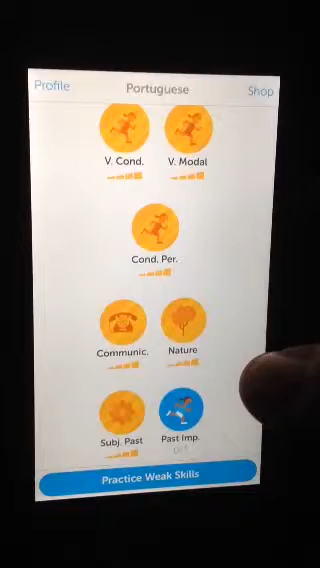 Profile Portuguese Shop
V. Cond. V. Modal
Cond. Per.
Communic. Nature
Subj. Past Past Imp.
Practice Weak Skills